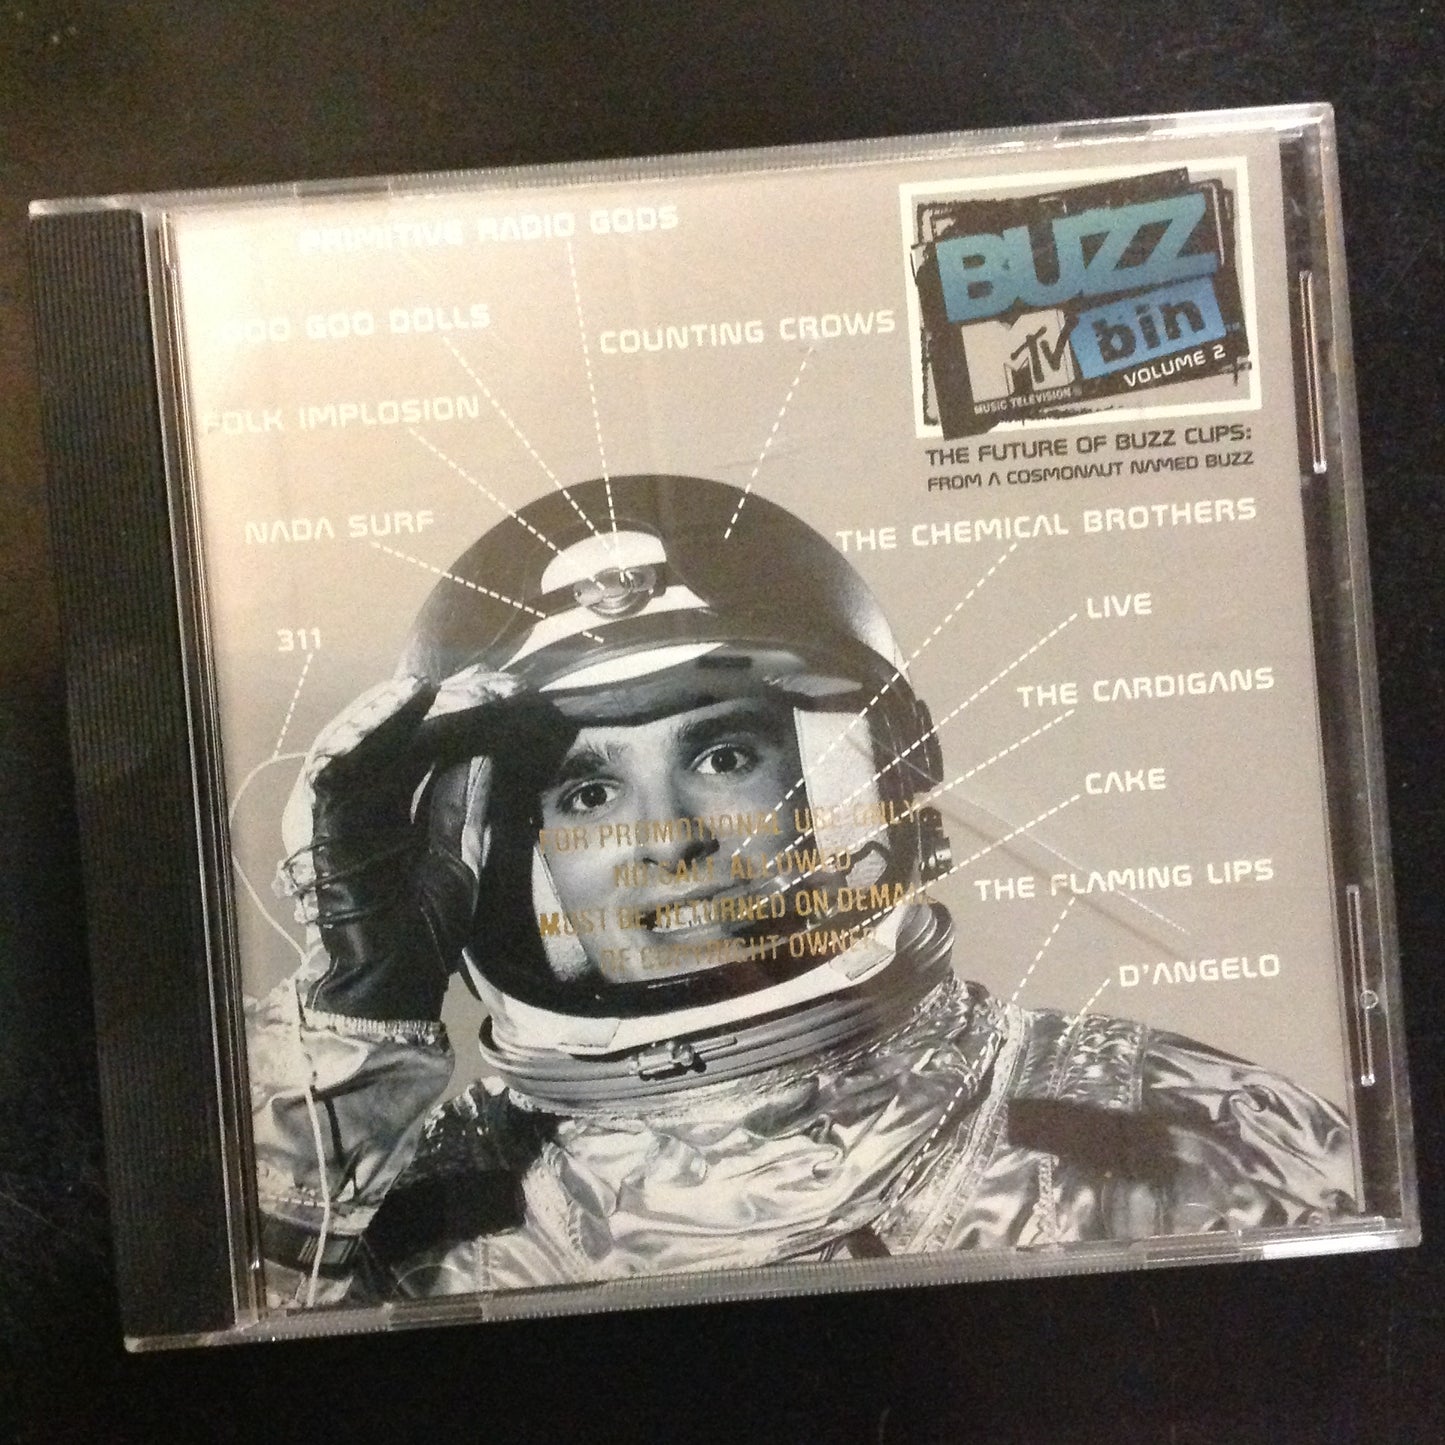 PRIMITIVE RADIO GODS
GOO GOO DOLLS
COUNTING CROWS
FOLK IMPLOSION
NADA SURF
311
BUZZ
bin
MTV
MUSIC TELEVISION®
VOLUME 2
THE FUTURE OF BUZZ CLIPS:
FROM A COSMONAUT NAMED BUZZ
THE CHEMICAL BROTHERS
LIVE
THE CARDIGANS
CAKE
THE FLAMING LIPS
D'ANGELO
FOR PROMOTIONAL USE ONLY
NO SALE ALLOWED
MUST BE RETURNED ON DEMAND
OF COPYRIGHT OWNER